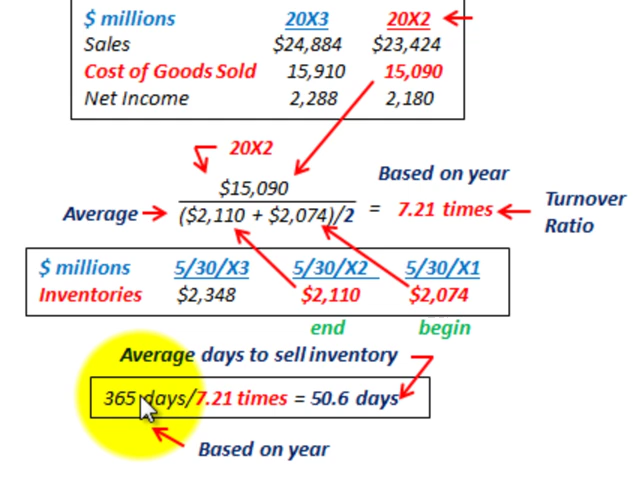 $ millions 20X3 20X2
Sales $24,884 $23,424
Cost of Goods Sold 15,910 15,090
Net Income 2,288 2,180
20X2
$15,090
Based on year
Average ($2,110 + $2,074)/2 = 7.21 times Turnover
Ratio
$ millions 5/30/X3 5/30/X2 5/30/X1
Inventories $2,348 $2,110 $2,074
end begin
Average days to sell inventory
365 days/7.21 times = 50.6 days
Based on year